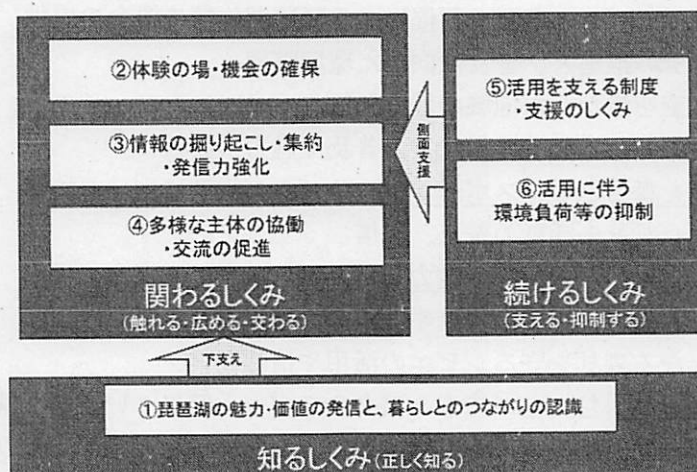 ②体験の場・機会の確保
③情報の掘り起こし・集約
・発信力強化
④多様な主体の協働
・交流の促進
関わるしくみ
(触れる・広める・交わる)
側面支援
⑤活用を支える制度
・支援のしくみ
⑥活用に伴う
環境負荷等の抑制
続けるしくみ
(支える・抑制する)
下支え
①琵琶湖の魅力・価値の発信と、暮らしとのつながりの認識
知るしくみ(正しく知る)